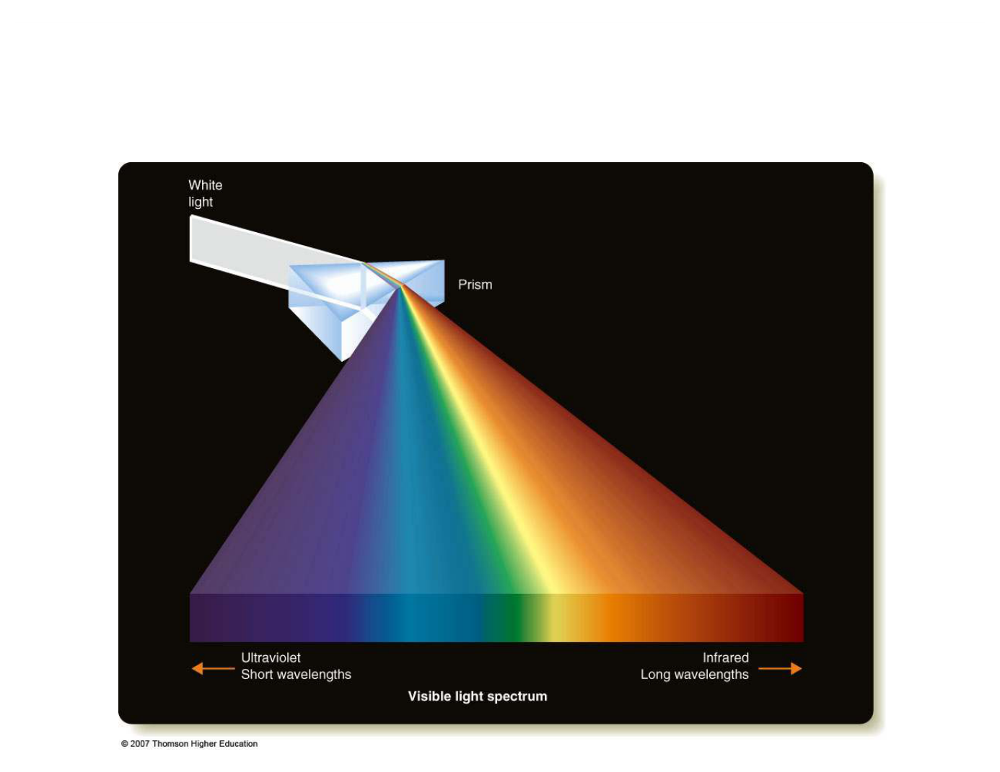 White
light
Prism
Ultraviolet
Short wavelengths
Infrared
Long wavelengths
Visible light spectrum
© 2007 Thomson Higher Education